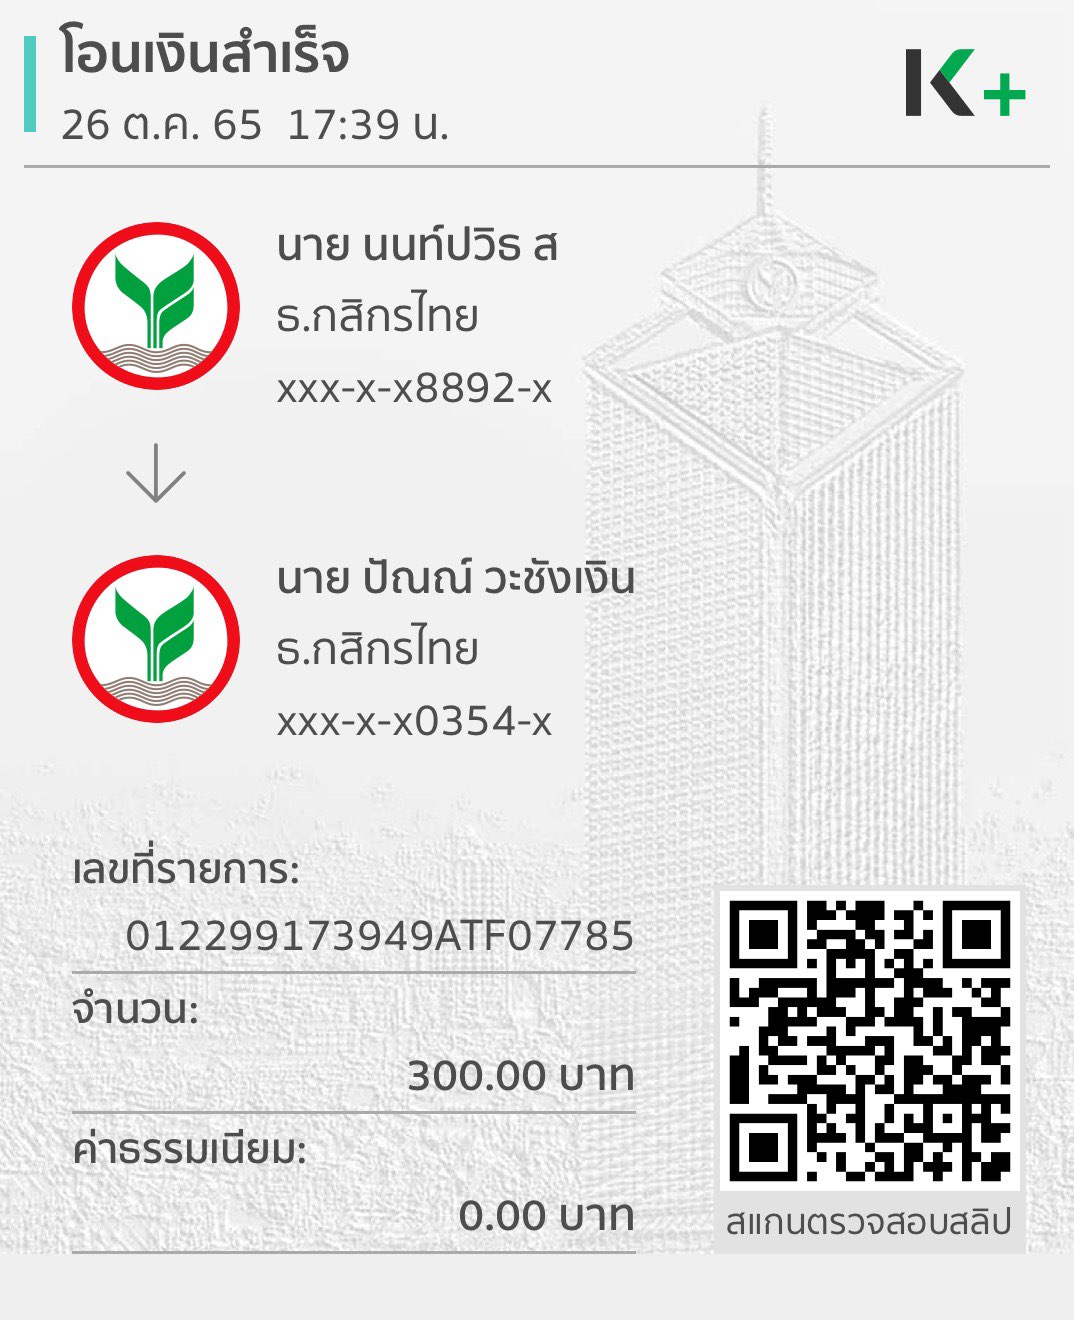 โอนเงินสำเร็จ
26 ต.ค. 65 17:39 น.
K+
นาย นนท์ปวิธ ส
ธ.กสิกรไทย
xxx-x-x8892-x
นาย ปัณณ์ วะชังเงิน
ธ.กสิกรไทย
xxx-x-x0354-x
เลขที่รายการ:
012299173949ATF07785
จำนวน:
300.00 บาท
ค่าธรรมเนียม:
0.00 บาท
สแกนตรวจสอบสลิป